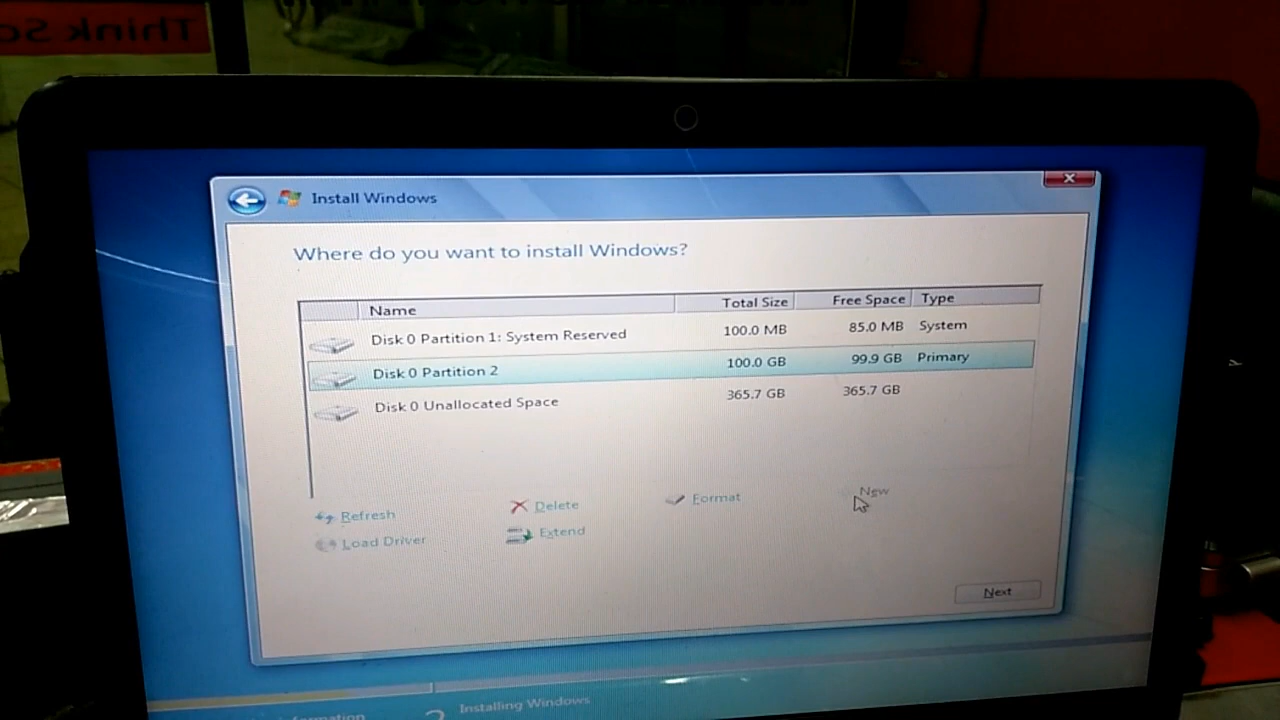 Think Sc
Install Windows
Where do you want to install Windows?
Name Total Size Free Space Type
Disk 0 Partition 1: System Reserved 100.0 MB 85.0 MB System
Disk 0 Partition 2 100.0 GB 99.9 GB Primary
Disk 0 Unallocated Space 365.7 GB 365.7 GB
Refresh Delete Format New
Load Driver Extend
Next
Installing Windows